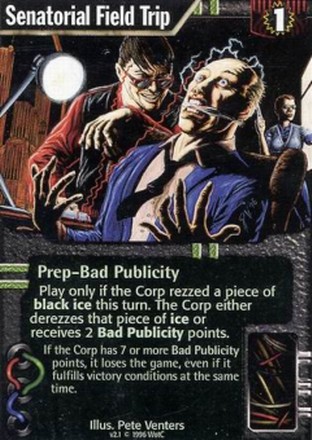 Senatorial Field Trip
1
Prep-Bad Publicity
Play only if the Corp rezzed a piece of
black ice this turn. The Corp either
derezzes that piece of ice or
receives 2 Bad Publicity points.
If the Corp has 7 or more Bad Publicity
points, it loses the game, even if it
fulfills victory conditions at the same
time.
Illus. Pete Venters
v2.1 © 1996 WotC